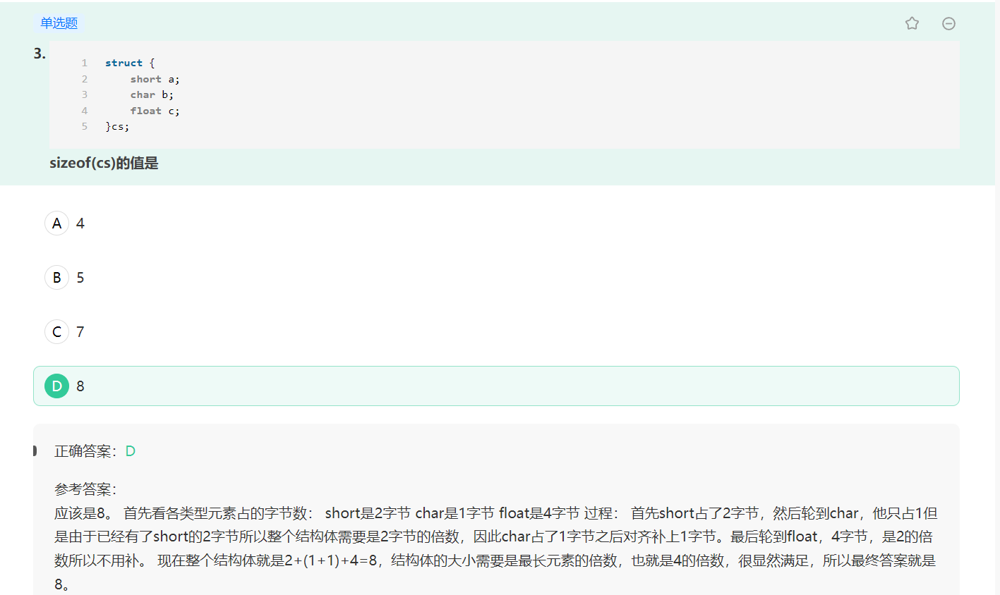 单选题
3.
1 struct {
2 short a;
3 char b;
4 float c;
5 }cs;
sizeof(cs)的值是
A 4
B 5
C 7
D 8
正确答案：D
参考答案：
应该是8。 首先看各类型元素占的字节数： short是2字节 char是1字节 float是4字节 过程： 首先short占了2字节，然后轮到char，他只占1但
是由于已经有了short的2字节所以整个结构体需要是2字节的倍数，因此char占了1字节之后对齐补上1字节。最后轮到float，4字节，是2的倍
数所以不用补。 现在整个结构体就是2+(1+1)+4=8，结构体的大小需要是最长元素的倍数，也就是4的倍数，很显然满足，所以最终答案就是
8。